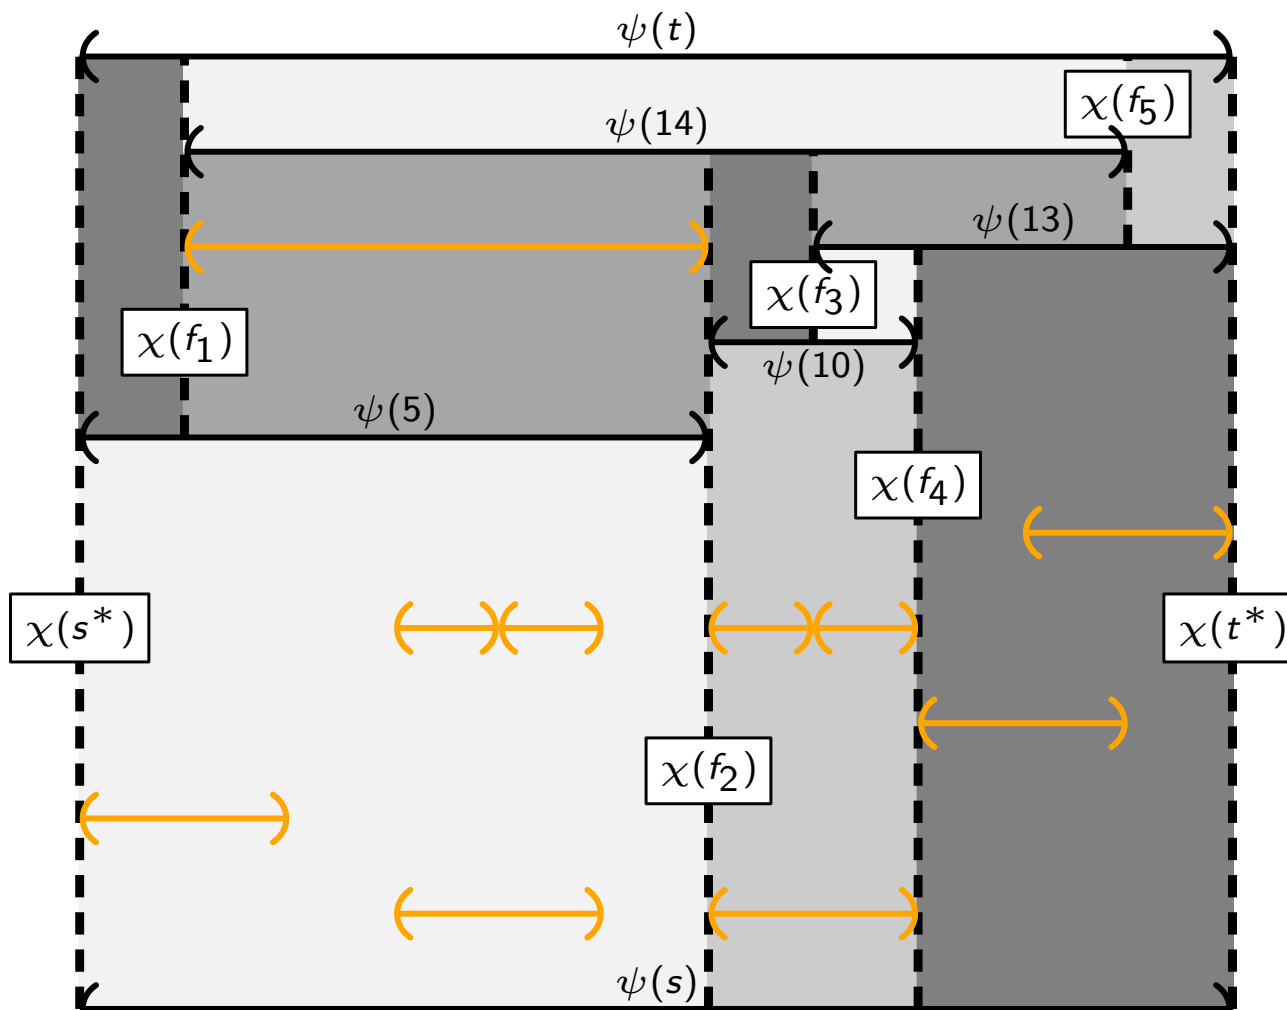 ψ(t)
χ(f₅)
ψ(14)
ψ(13)
χ(f₃)
χ(f₁)
ψ(10)
ψ(5)
χ(f₄)
χ(s*)
χ(t*)
χ(f₂)
ψ(s)